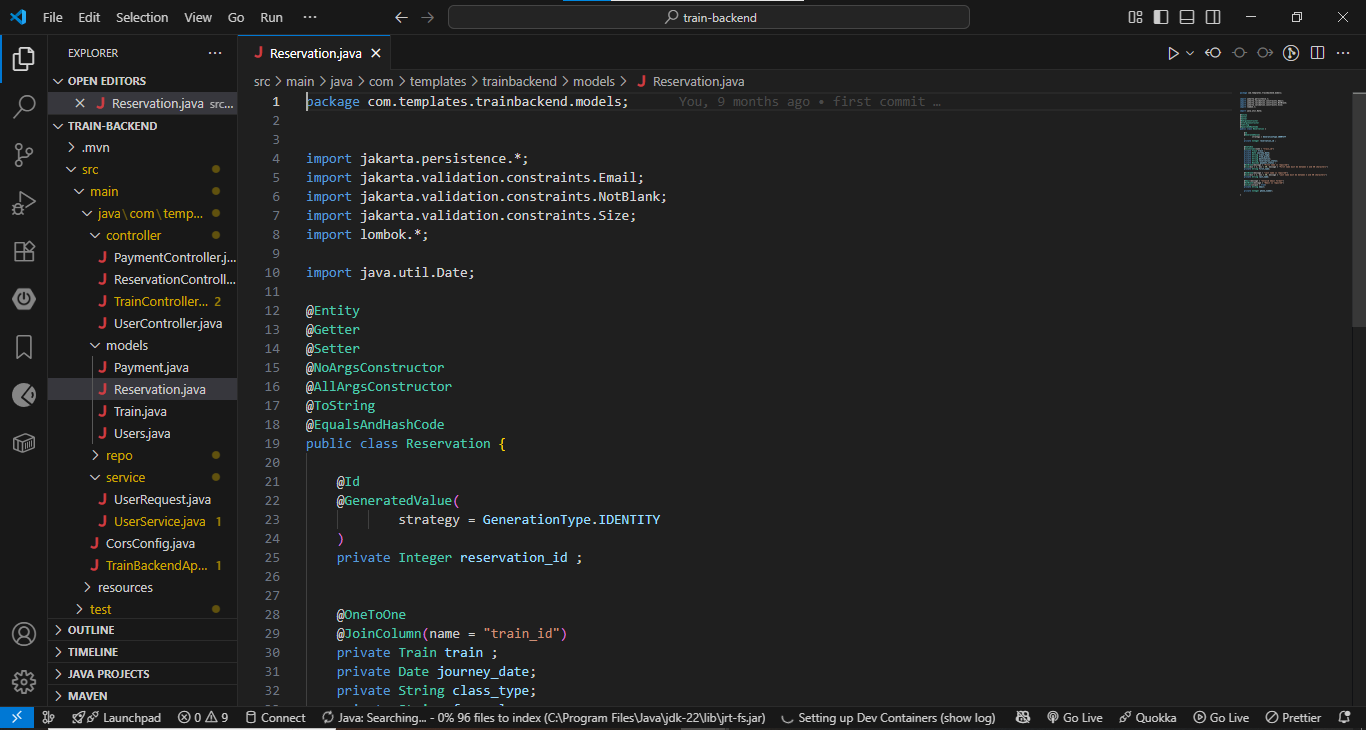 File Edit Selection View Go Run ··· train-backend
EXPLORER ···
OPEN EDITORS
Reservation.java src...
TRAIN-BACKEND
.mvn
src
main
java\com\temp...
controller
PaymentController.j...
ReservationControll...
TrainController... 2
UserController.java
models
Payment.java
Reservation.java
Train.java
Users.java
repo
service
UserRequest.java
UserService.java 1
CorsConfig.java
TrainBackendAp... 1
resources
test
OUTLINE
TIMELINE
JAVA PROJECTS
MAVEN
Reservation.java
src > main > java > com > templates > trainbackend > models > Reservation.java
1 package com.templates.trainbackend.models; You, 9 months ago • first commit …
2
3
4 import jakarta.persistence.*;
5 import jakarta.validation.constraints.Email;
6 import jakarta.validation.constraints.NotBlank;
7 import jakarta.validation.constraints.Size;
8 import lombok.*;
9
10 import java.util.Date;
11
12 @Entity
13 @Getter
14 @Setter
15 @NoArgsConstructor
16 @AllArgsConstructor
17 @ToString
18 @EqualsAndHashCode
19 public class Reservation {
20
21 @Id
22 @GeneratedValue(
23 strategy = GenerationType.IDENTITY
24 )
25 private Integer reservation_id ;
26
27
28 @OneToOne
29 @JoinColumn(name = "train_id")
30 private Train train ;
31 private Date journey_date;
32 private String class_type;
Launchpad 0 9 Connect Java: Searching... - 0% 96 files to index (C:\Program Files\Java\jdk-22\lib\jrt-fs.jar) Setting up Dev Containers (show log) Go Live Quokka Go Live Prettier